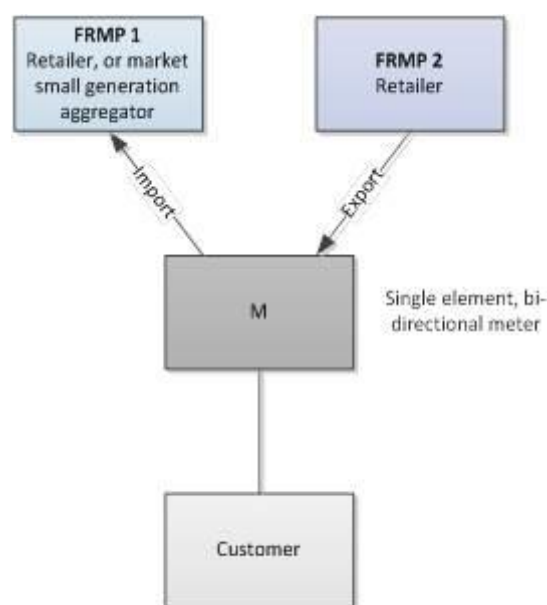 FRMP 1
Retailer, or market
small generation
aggregator
FRMP 2
Retailer
Import
Export
M
Single element, bi-
directional meter
Customer